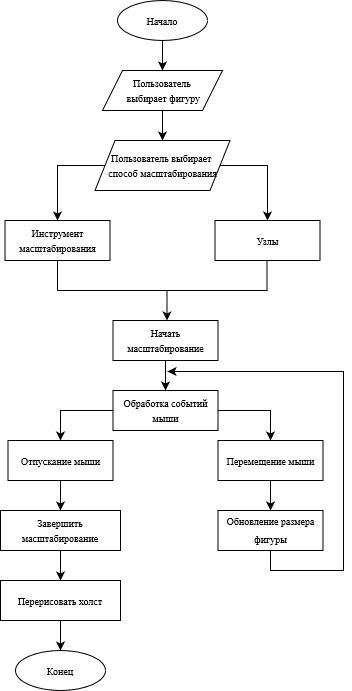 Начало
Пользователь
выбирает фигуру
Пользователь выбирает
способ масштабирования
Инструмент
масштабирования
Узлы
Начать
масштабирование
Обработка событий
мыши
Отпускание мыши
Перемещение мыши
Завершить
масштабирование
Обновление размера
фигуры
Перерисовать холст
Конец